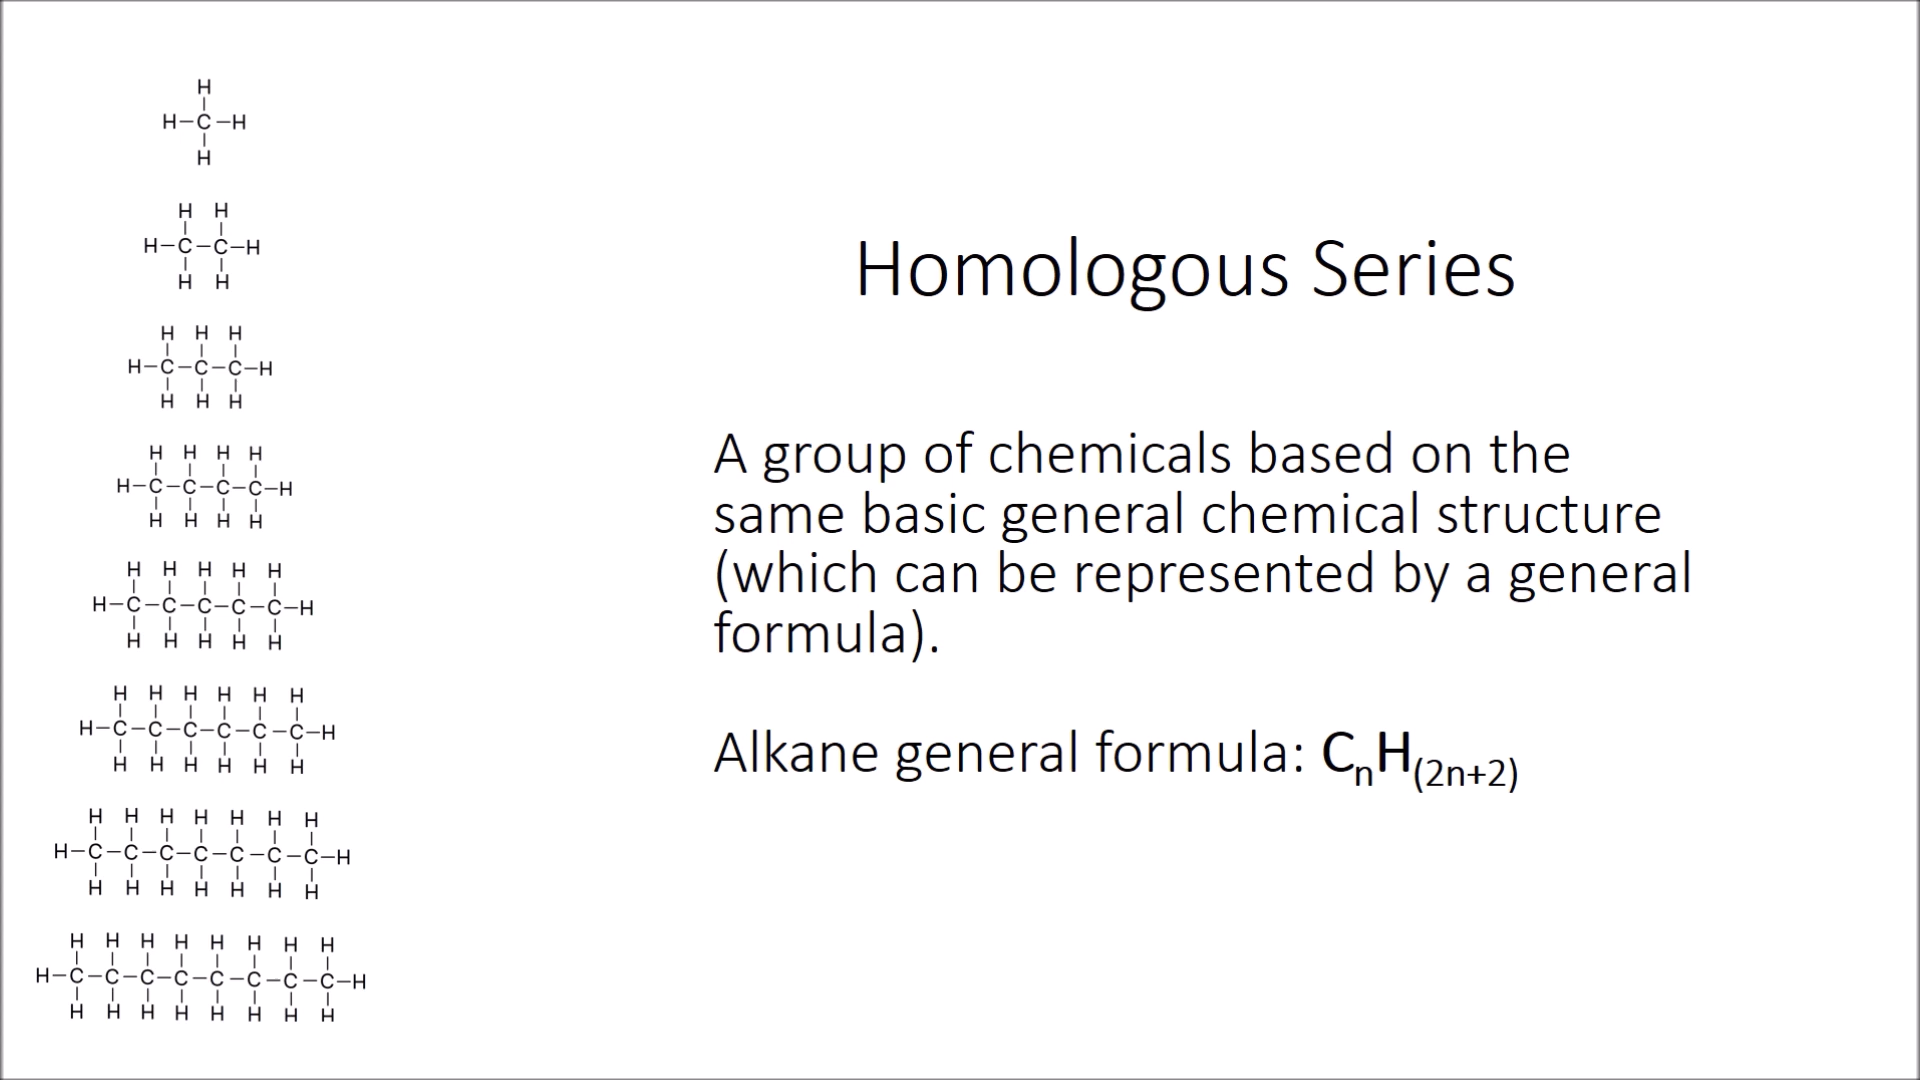 H
H–C–H
H
H H
H–C–C–H
H H
H H H
H–C–C–C–H
H H H
H H H H
H–C–C–C–C–H
H H H H
H H H H H
H–C–C–C–C–C–H
H H H H H
H H H H H H
H–C–C–C–C–C–C–H
H H H H H H
H H H H H H H
H–C–C–C–C–C–C–C–H
H H H H H H H
H H H H H H H H
H–C–C–C–C–C–C–C–C–H
H H H H H H H H
Homologous Series
A group of chemicals based on the
same basic general chemical structure
(which can be represented by a general
formula).
Alkane general formula: CₙH₍₂ₙ₊₂₎